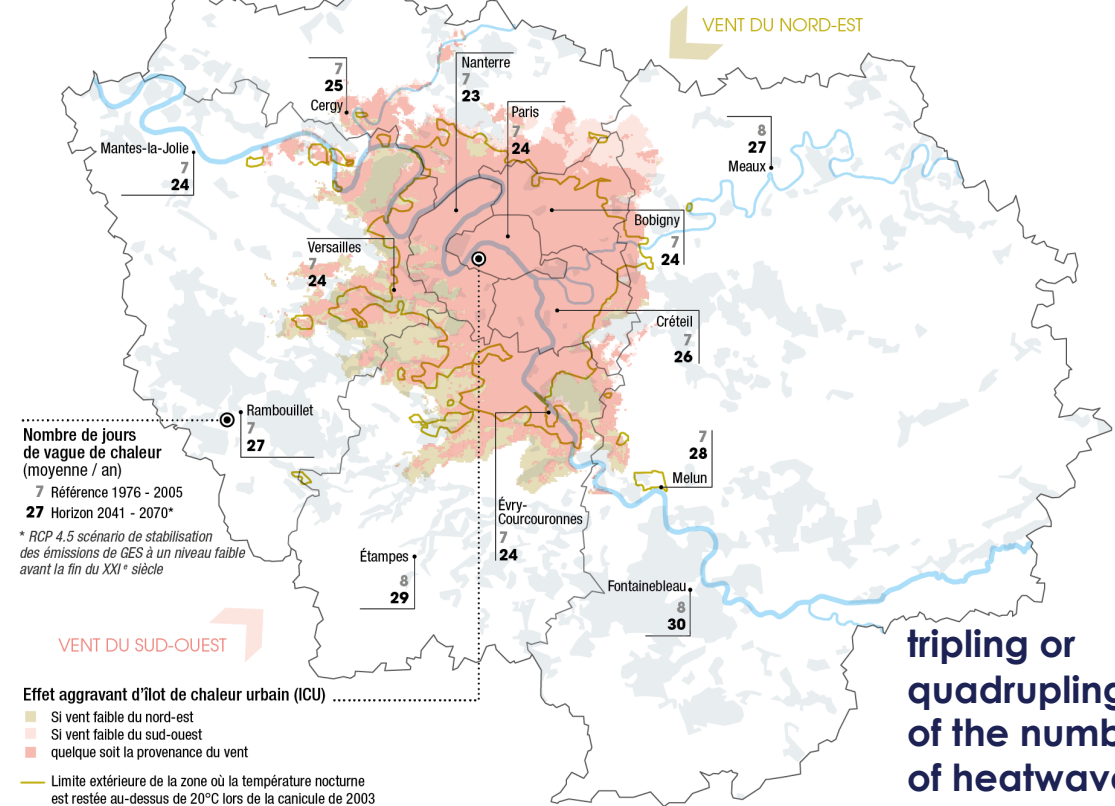 VENT DU NORD-EST
7
25
Cergy
Nanterre
7
23
Paris
7
24
8
27
Meaux
Mantes-la-Jolie
7
24
Bobigny
7
24
Versailles
7
24
Créteil
7
26
Rambouillet
7
27
Nombre de jours
de vague de chaleur
(moyenne / an)
7 Référence 1976 - 2005
27 Horizon 2041 - 2070*
* RCP 4.5 scénario de stabilisation
des émissions de GES à un niveau faible
avant la fin du XXIe siècle
7
28
Melun
Évry-
Courcouronnes
7
24
Étampes
8
29
Fontainebleau
8
30
VENT DU SUD-OUEST
tripling or
quadrupling
of the numb
of heatwave
Effet aggravant d'îlot de chaleur urbain (ICU)
Si vent faible du nord-est
Si vent faible du sud-ouest
quelque soit la provenance du vent
Limite extérieure de la zone où la température nocturne
est restée au-dessus de 20°C lors de la canicule de 2003